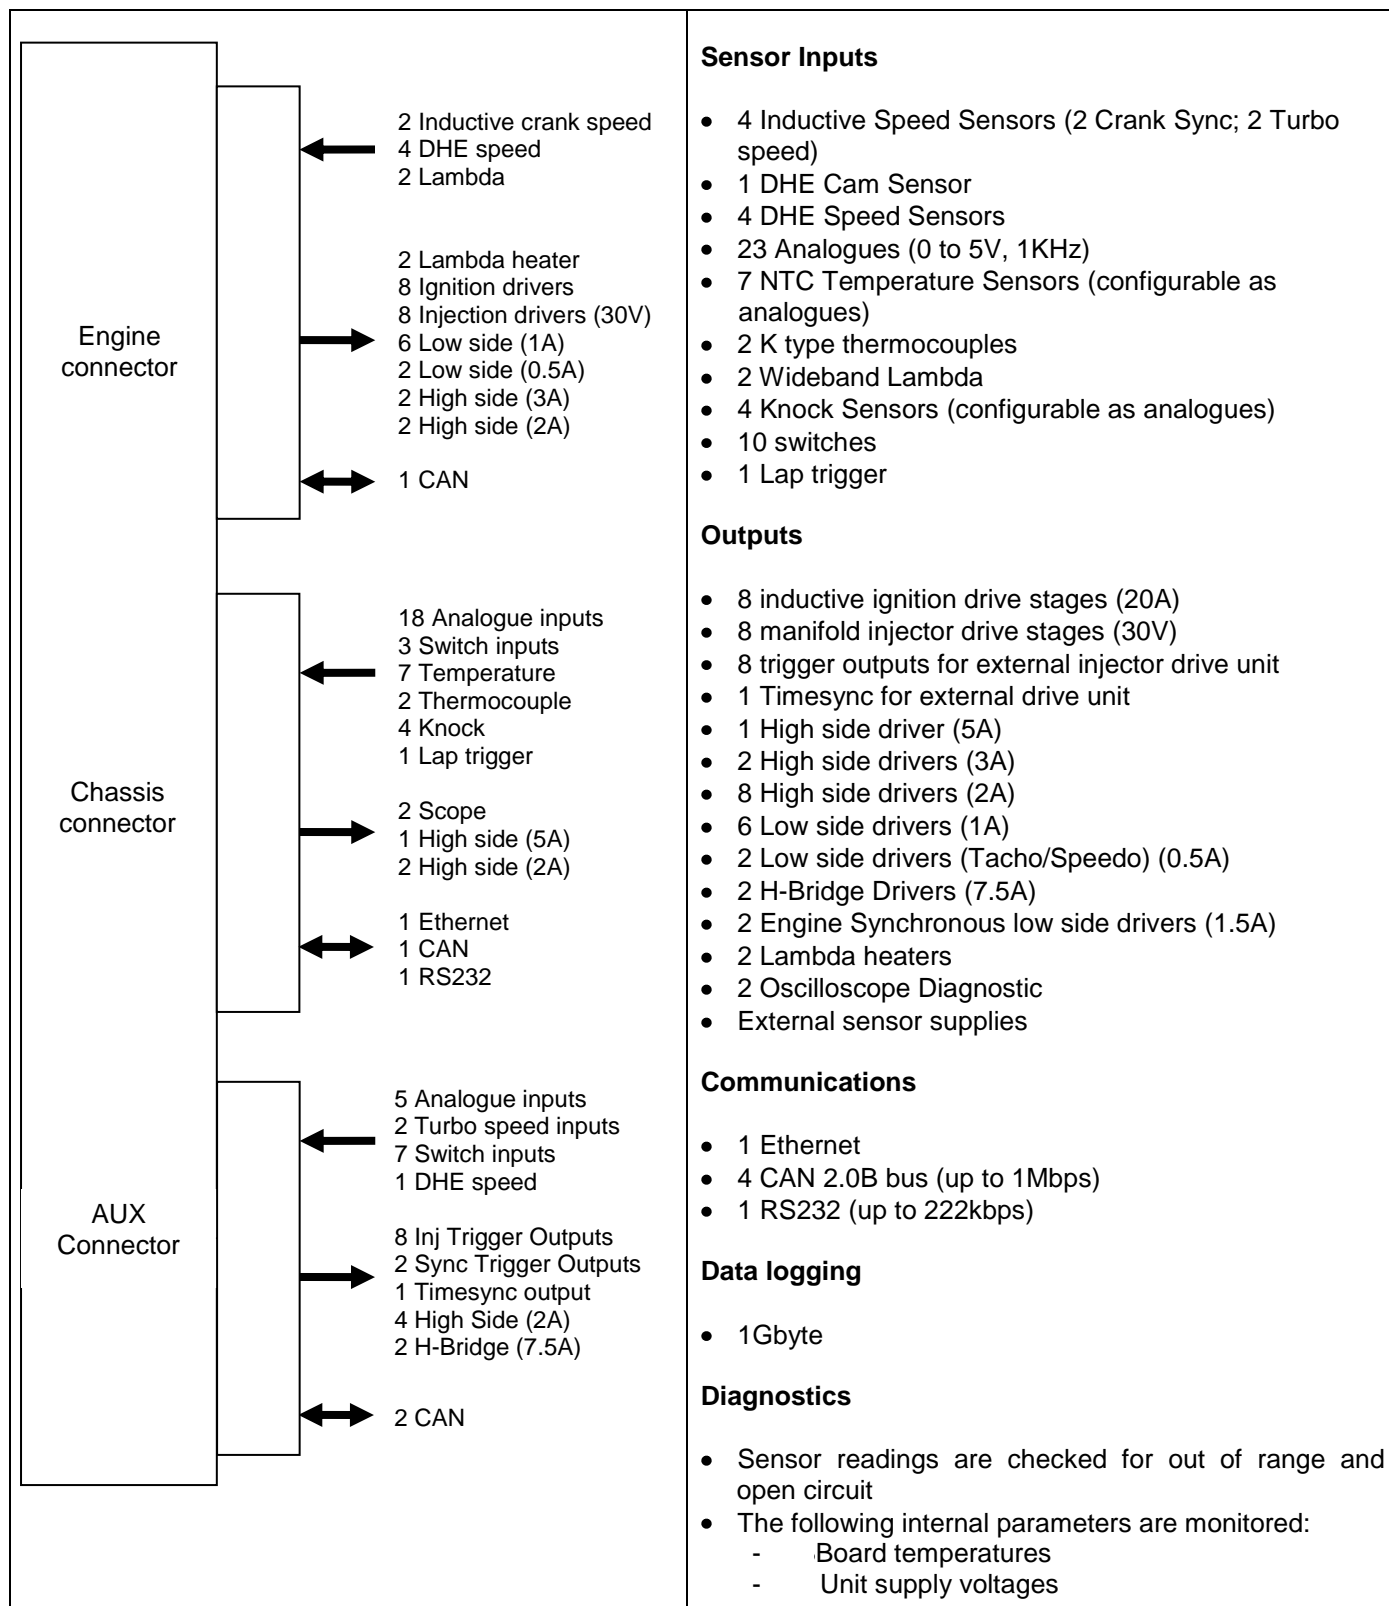 Engine
connector
2 Inductive crank speed
4 DHE speed
2 Lambda
2 Lambda heater
8 Ignition drivers
8 Injection drivers (30V)
6 Low side (1A)
2 Low side (0.5A)
2 High side (3A)
2 High side (2A)
1 CAN
Chassis
connector
18 Analogue inputs
3 Switch inputs
7 Temperature
2 Thermocouple
4 Knock
1 Lap trigger
2 Scope
1 High side (5A)
2 High side (2A)
1 Ethernet
1 CAN
1 RS232
AUX
Connector
5 Analogue inputs
2 Turbo speed inputs
7 Switch inputs
1 DHE speed
8 Inj Trigger Outputs
2 Sync Trigger Outputs
1 Timesync output
4 High Side (2A)
2 H-Bridge (7.5A)
2 CAN
Sensor Inputs
• 4 Inductive Speed Sensors (2 Crank Sync; 2 Turbo
speed)
• 1 DHE Cam Sensor
• 4 DHE Speed Sensors
• 23 Analogues (0 to 5V, 1KHz)
• 7 NTC Temperature Sensors (configurable as
analogues)
• 2 K type thermocouples
• 2 Wideband Lambda
• 4 Knock Sensors (configurable as analogues)
• 10 switches
• 1 Lap trigger
Outputs
• 8 inductive ignition drive stages (20A)
• 8 manifold injector drive stages (30V)
• 8 trigger outputs for external injector drive unit
• 1 Timesync for external drive unit
• 1 High side driver (5A)
• 2 High side drivers (3A)
• 8 High side drivers (2A)
• 6 Low side drivers (1A)
• 2 Low side drivers (Tacho/Speedo) (0.5A)
• 2 H-Bridge Drivers (7.5A)
• 2 Engine Synchronous low side drivers (1.5A)
• 2 Lambda heaters
• 2 Oscilloscope Diagnostic
• External sensor supplies
Communications
• 1 Ethernet
• 4 CAN 2.0B bus (up to 1Mbps)
• 1 RS232 (up to 222kbps)
Data logging
• 1Gbyte
Diagnostics
• Sensor readings are checked for out of range and
open circuit
• The following internal parameters are monitored:
- Board temperatures
- Unit supply voltages